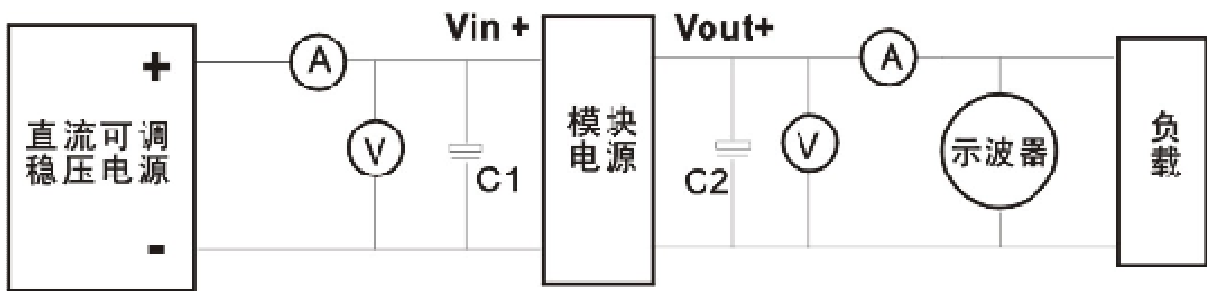 +
直流可调
稳压电源
-
A
V
C1
Vin +
模块
电源
Vout+
C2
V
A
示波器
负
载